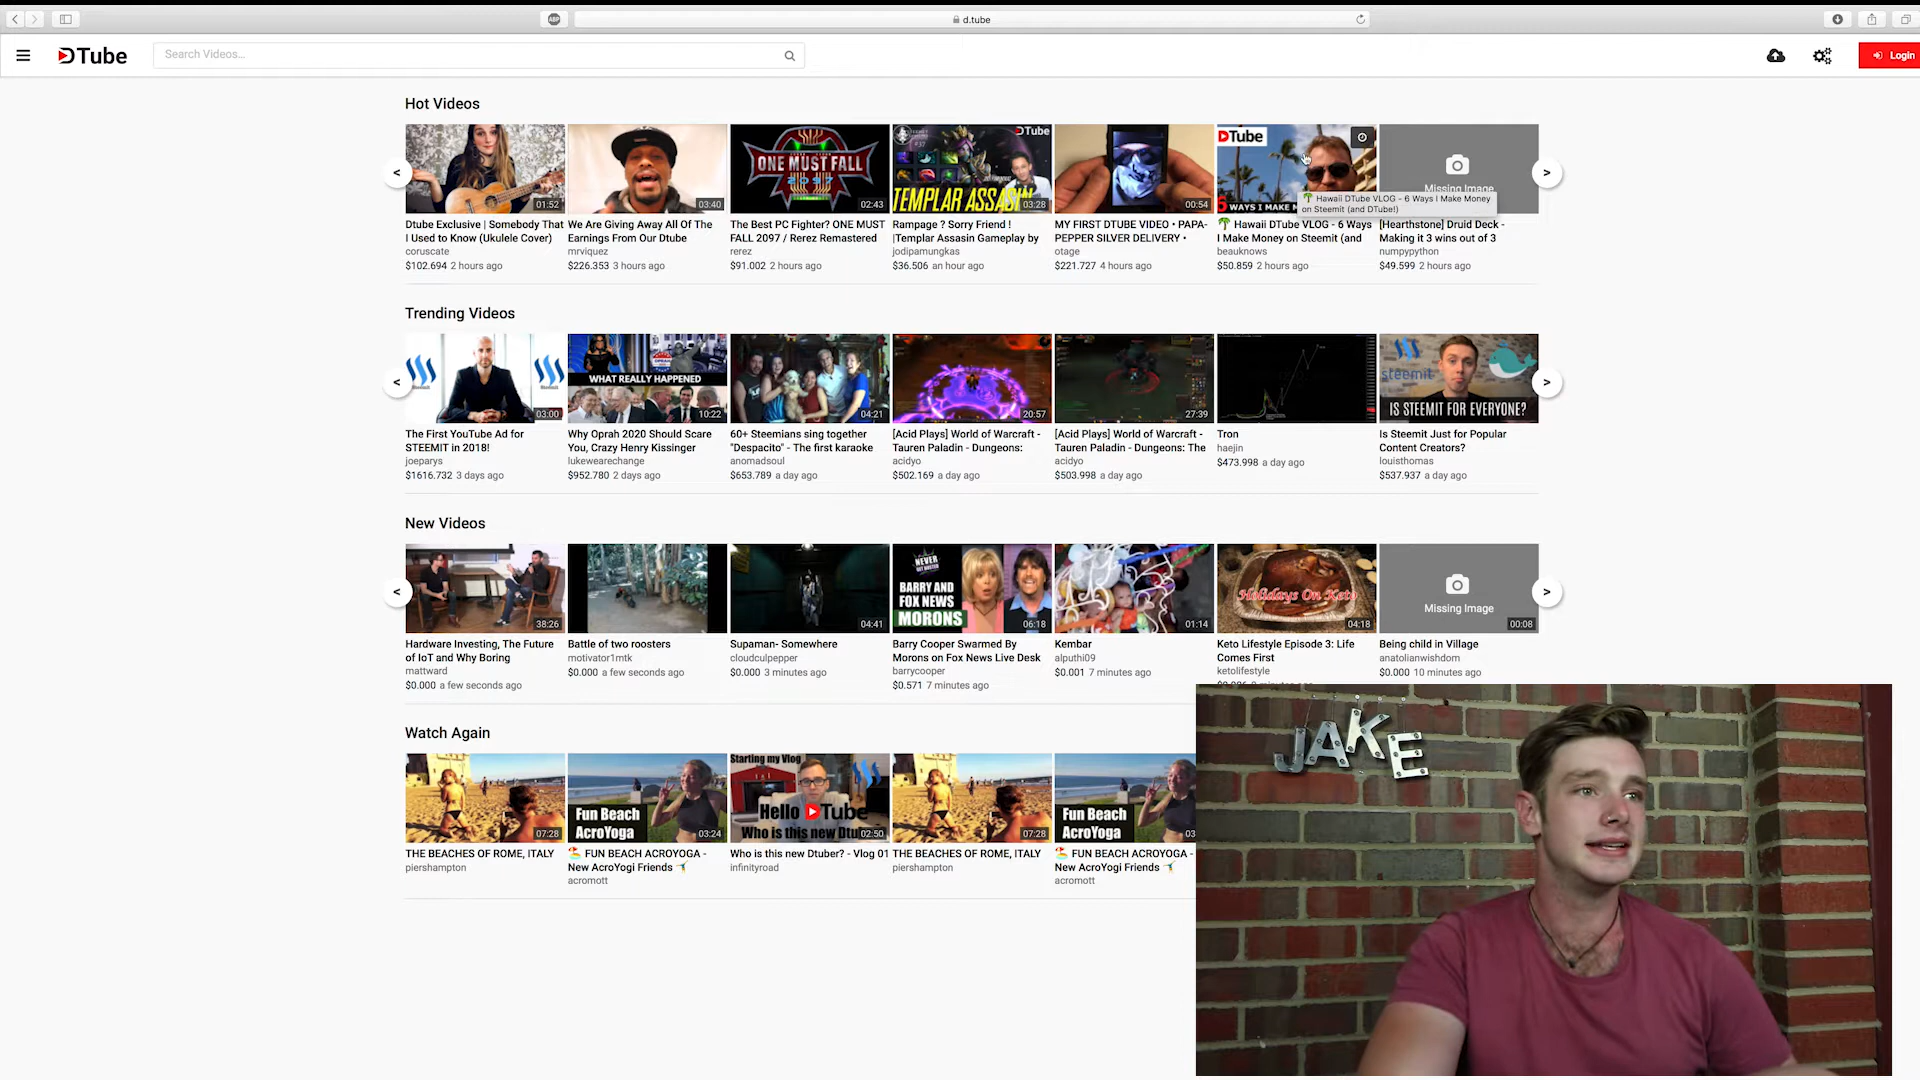 ABP
d.tube
DTube
Search Videos...
Login
Hot Videos
01:52
03:40
ONE MUST FALL
2097
02:43
#37
DTube
TEMPLAR ASSASIN
03:28
00:54
DTube
6 WAYS I MAKE M
Missing Image
🌴 Hawaii DTube VLOG - 6 Ways I Make Money
on Steemit (and DTube!)
Dtube Exclusive | Somebody That
I Used to Know (Ukulele Cover)
coruscate
$102.694 2 hours ago
We Are Giving Away All Of The
Earnings From Our Dtube
mrviquez
$226.353 3 hours ago
The Best PC Fighter? ONE MUST
FALL 2097 / Rerez Remastered
rerez
$91.002 2 hours ago
Rampage ? Sorry Friend !
|Templar Assasin Gameplay by
jodipamungkas
$36.506 an hour ago
MY FIRST DTUBE VIDEO • PAPA-
PEPPER SILVER DELIVERY •
otage
$221.727 4 hours ago
🌴 Hawaii DTube VLOG - 6 Ways
I Make Money on Steemit (and
beauknows
$50.859 2 hours ago
[Hearthstone] Druid Deck -
Making it 3 wins out of 3
numpypython
$49.599 2 hours ago
Trending Videos
03:00
WHAT REALLY HAPPENED
10:22
04:21
20:57
27:39
steemit
IS STEEMIT FOR EVERYONE?
The First YouTube Ad for
STEEMIT in 2018!
joeparys
$1616.732 3 days ago
Why Oprah 2020 Should Scare
You, Crazy Henry Kissinger
lukewearechange
$952.780 2 days ago
60+ Steemians sing together
"Despacito" - The first karaoke
anomadsoul
$653.789 a day ago
[Acid Plays] World of Warcraft -
Tauren Paladin - Dungeons:
acidyo
$502.169 a day ago
[Acid Plays] World of Warcraft -
Tauren Paladin - Dungeons: The
acidyo
$503.998 a day ago
Tron
haejin
$473.998 a day ago
Is Steemit Just for Popular
Content Creators?
louisthomas
$537.937 a day ago
New Videos
38:26
04:41
NEVER
GET BUSTED
BARRY AND
FOX NEWS
MORONS
06:18
01:14
Holidays On Keto
04:18
Missing Image
00:08
Hardware Investing, The Future
of IoT and Why Boring
mattward
$0.000 a few seconds ago
Battle of two roosters
motivator1mtk
$0.000 a few seconds ago
Supaman- Somewhere
cloudculpepper
$0.000 3 minutes ago
Barry Cooper Swarmed By
Morons on Fox News Live Desk
barrycooper
$0.571 7 minutes ago
Kembar
alputhi09
$0.001 7 minutes ago
Keto Lifestyle Episode 3: Life
Comes First
ketolifestyle
Being child in Village
anatolianwishdom
$0.000 10 minutes ago
Watch Again
07:28
Fun Beach
AcroYoga
03:24
Starting my Vlog
Hello DTube
Who is this new Dtu
02:50
07:28
Fun Beach
AcroYoga
03
THE BEACHES OF ROME, ITALY
piershampton
🏖 FUN BEACH ACROYOGA -
New AcroYogi Friends
acromott
Who is this new Dtuber? - Vlog 01
infinityroad
THE BEACHES OF ROME, ITALY
piershampton
🏖 FUN BEACH ACROYOGA -
New AcroYogi Friends
acromott
JAKE